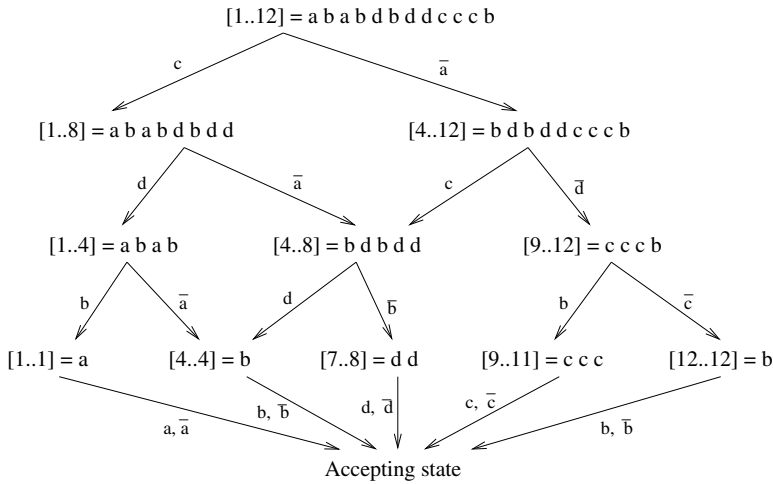 [1..12] = a b a b d b d d c c c b
c a̅
[1..8] = a b a b d b d d [4..12] = b d b d d c c c b
d a̅ c d̅
[1..4] = a b a b [4..8] = b d b d d [9..12] = c c c b
b a̅ d b̅ b c̅
[1..1] = a [4..4] = b [7..8] = d d [9..11] = c c c [12..12] = b
a, a̅ b, b̅ d, d̅ c, c̅ b, b̅
Accepting state